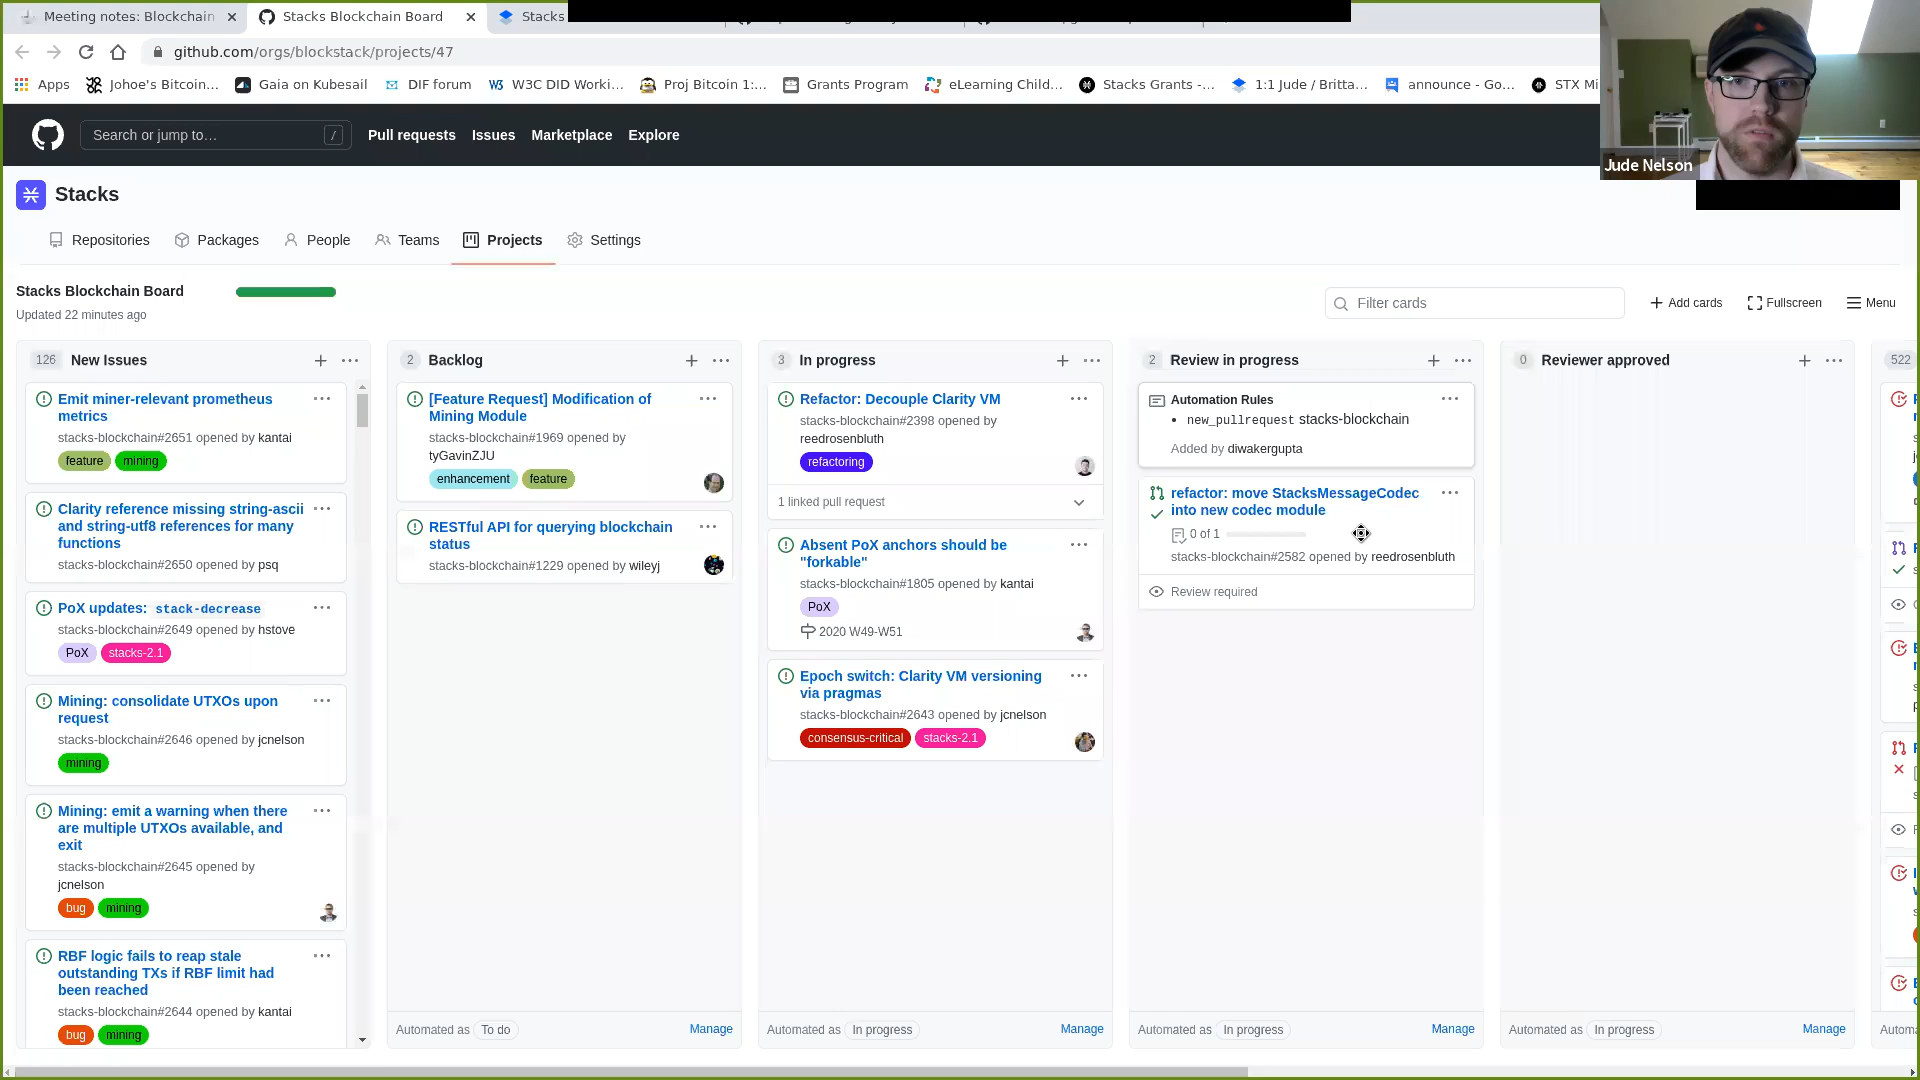 Meeting notes: Blockchain
Stacks Blockchain Board
Stacks
github.com/orgs/blockstack/projects/47
Apps
Johoe's Bitcoin...
Gaia on Kubesail
DIF forum
W3C DID Worki...
Proj Bitcoin 1:...
Grants Program
eLearning Child...
Stacks Grants -...
1:1 Jude / Britta...
announce - Go...
STX Mi
Search or jump to... /
Pull requests
Issues
Marketplace
Explore
Jude Nelson
Stacks
Repositories
Packages
People
Teams
Projects
Settings
Stacks Blockchain Board
Updated 22 minutes ago
Filter cards
Add cards
Fullscreen
Menu
126 New Issues
Emit miner-relevant prometheus
metrics
stacks-blockchain#2651 opened by kantai
feature mining
Clarity reference missing string-ascii
and string-utf8 references for many
functions
stacks-blockchain#2650 opened by psq
PoX updates: stack-decrease
stacks-blockchain#2649 opened by hstove
PoX stacks-2.1
Mining: consolidate UTXOs upon
request
stacks-blockchain#2646 opened by jcnelson
mining
Mining: emit a warning when there
are multiple UTXOs available, and
exit
stacks-blockchain#2645 opened by
jcnelson
bug mining
RBF logic fails to reap stale
outstanding TXs if RBF limit had
been reached
stacks-blockchain#2644 opened by kantai
bug mining
2 Backlog
[Feature Request] Modification of
Mining Module
stacks-blockchain#1969 opened by
tyGavinZJU
enhancement feature
RESTful API for querying blockchain
status
stacks-blockchain#1229 opened by wileyj
Automated as To do Manage
3 In progress
Refactor: Decouple Clarity VM
stacks-blockchain#2398 opened by
reedrosenbluth
refactoring
1 linked pull request
Absent PoX anchors should be
"forkable"
stacks-blockchain#1805 opened by kantai
PoX
2020 W49-W51
Epoch switch: Clarity VM versioning
via pragmas
stacks-blockchain#2643 opened by jcnelson
consensus-critical stacks-2.1
Automated as In progress Manage
2 Review in progress
Automation Rules
• new_pullrequest stacks-blockchain
Added by diwakergupta
refactor: move StacksMessageCodec
into new codec module
0 of 1
stacks-blockchain#2582 opened by reedrosenbluth
Review required
Automated as In progress Manage
0 Reviewer approved
Automated as In progress Manage
522
Automa